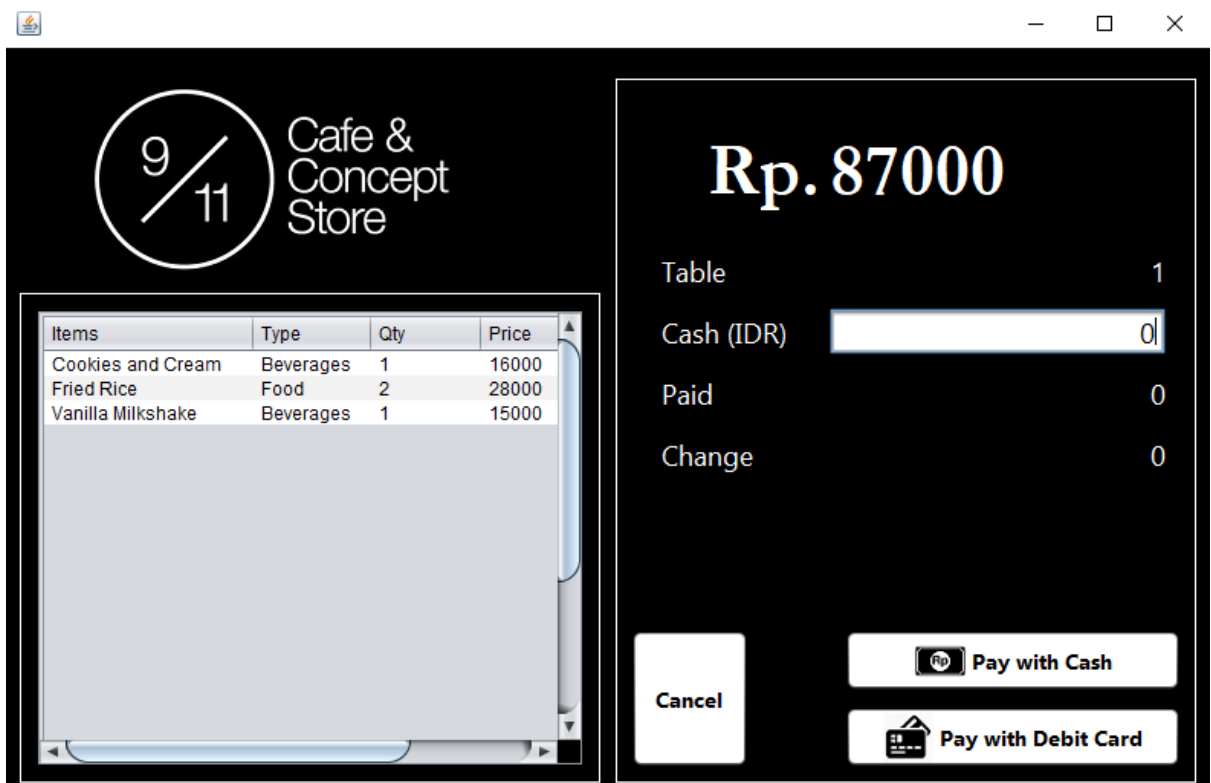 9/11
Cafe &
Concept
Store
Items Type Qty Price
Cookies and Cream Beverages 1 16000
Fried Rice Food 2 28000
Vanilla Milkshake Beverages 1 15000
Rp. 87000
Table 1
Cash (IDR) 0
Paid 0
Change 0
Cancel
Rp Pay with Cash
Pay with Debit Card